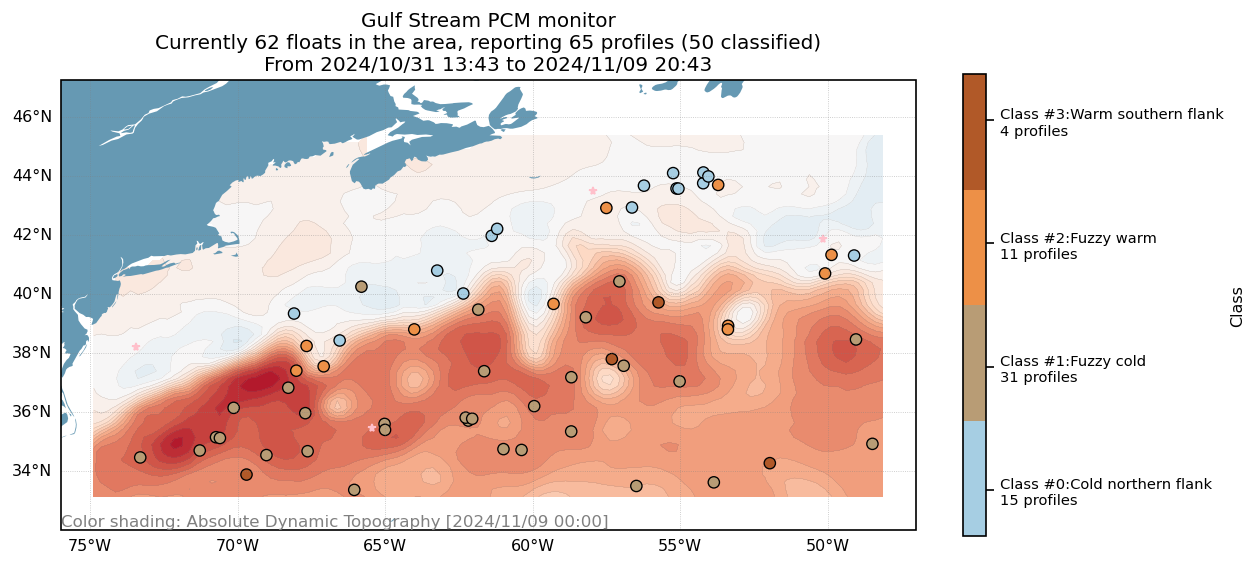 Gulf Stream PCM monitor
Currently 62 floats in the area, reporting 65 profiles (50 classified)
From 2024/10/31 13:43 to 2024/11/09 20:43
46°N
44°N
42°N
40°N
38°N
36°N
34°N
Color shading: Absolute Dynamic Topography [2024/11/09 00:00]
75°W
70°W
65°W
60°W
55°W
50°W
Class #3:Warm southern flank
4 profiles
Class #2:Fuzzy warm
11 profiles
Class #1:Fuzzy cold
31 profiles
Class #0:Cold northern flank
15 profiles
Class